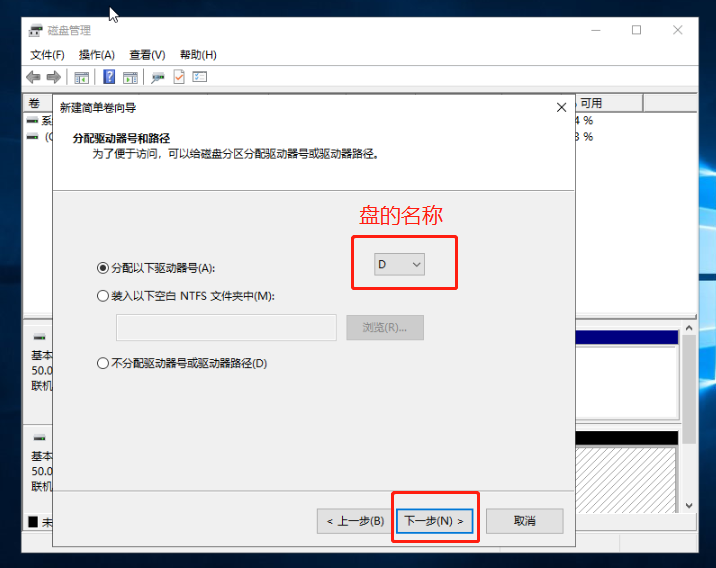 磁盘管理
文件(F) 操作(A) 查看(V) 帮助(H)
卷
可用
系
4 %
(C
3 %
新建简单卷向导
分配驱动器号和路径
为了便于访问，可以给磁盘分区分配驱动器号或驱动器路径。
盘的名称
分配以下驱动器号(A):
D
装入以下空白 NTFS 文件夹中(M):
浏览(R)...
不分配驱动器号或驱动器路径(D)
基本
50.0
联机
基本
50.0
联机
未
< 上一步(B)
下一步(N) >
取消